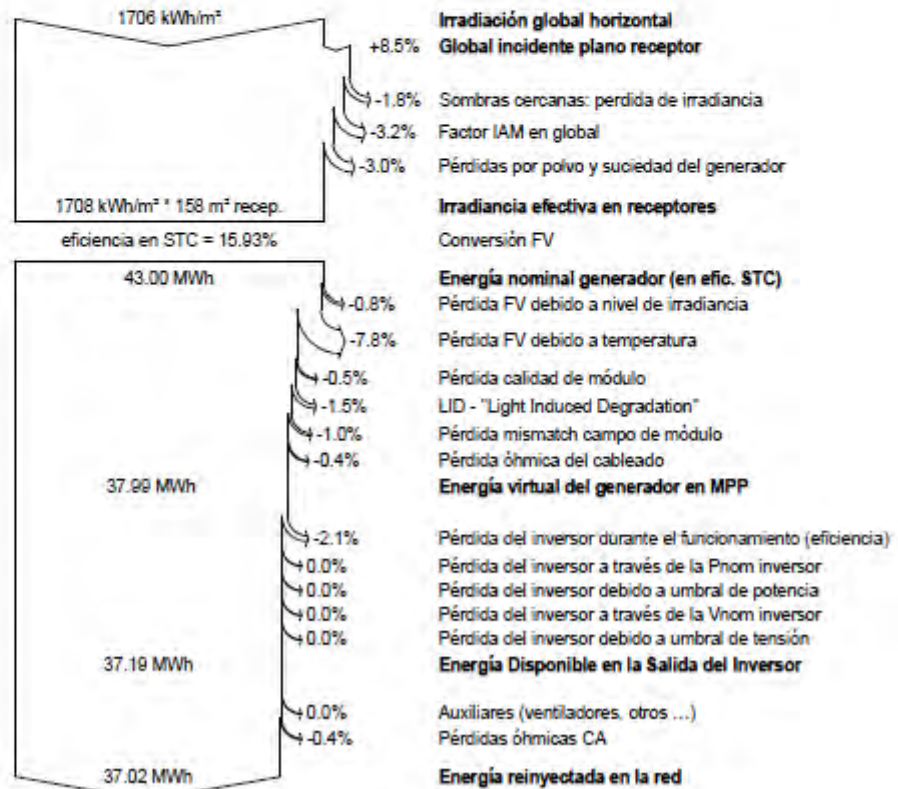 1706 kWh/m² Irradiación global horizontal
+8.5% Global incidente plano receptor
-1.8% Sombras cercanas: perdida de irradiancia
-3.2% Factor IAM en global
-3.0% Pérdidas por polvo y suciedad del generador
1708 kWh/m² * 158 m² recep. Irradiancia efectiva en receptores
eficiencia en STC = 15.93% Conversión FV
43.00 MWh Energía nominal generador (en efic. STC)
-0.8% Pérdida FV debido a nivel de irradiancia
-7.8% Pérdida FV debido a temperatura
-0.5% Pérdida calidad de módulo
-1.5% LID - "Light Induced Degradation"
-1.0% Pérdida mismatch campo de módulo
-0.4% Pérdida óhmica del cableado
37.99 MWh Energía virtual del generador en MPP
-2.1% Pérdida del inversor durante el funcionamiento (eficiencia)
0.0% Pérdida del inversor a través de la Pnom inversor
0.0% Pérdida del inversor debido a umbral de potencia
0.0% Pérdida del inversor a través de la Vnom inversor
0.0% Pérdida del inversor debido a umbral de tensión
37.19 MWh Energía Disponible en la Salida del Inversor
0.0% Auxiliares (ventiladores, otros ...)
-0.4% Pérdidas óhmicas CA
37.02 MWh Energía reinyectada en la red